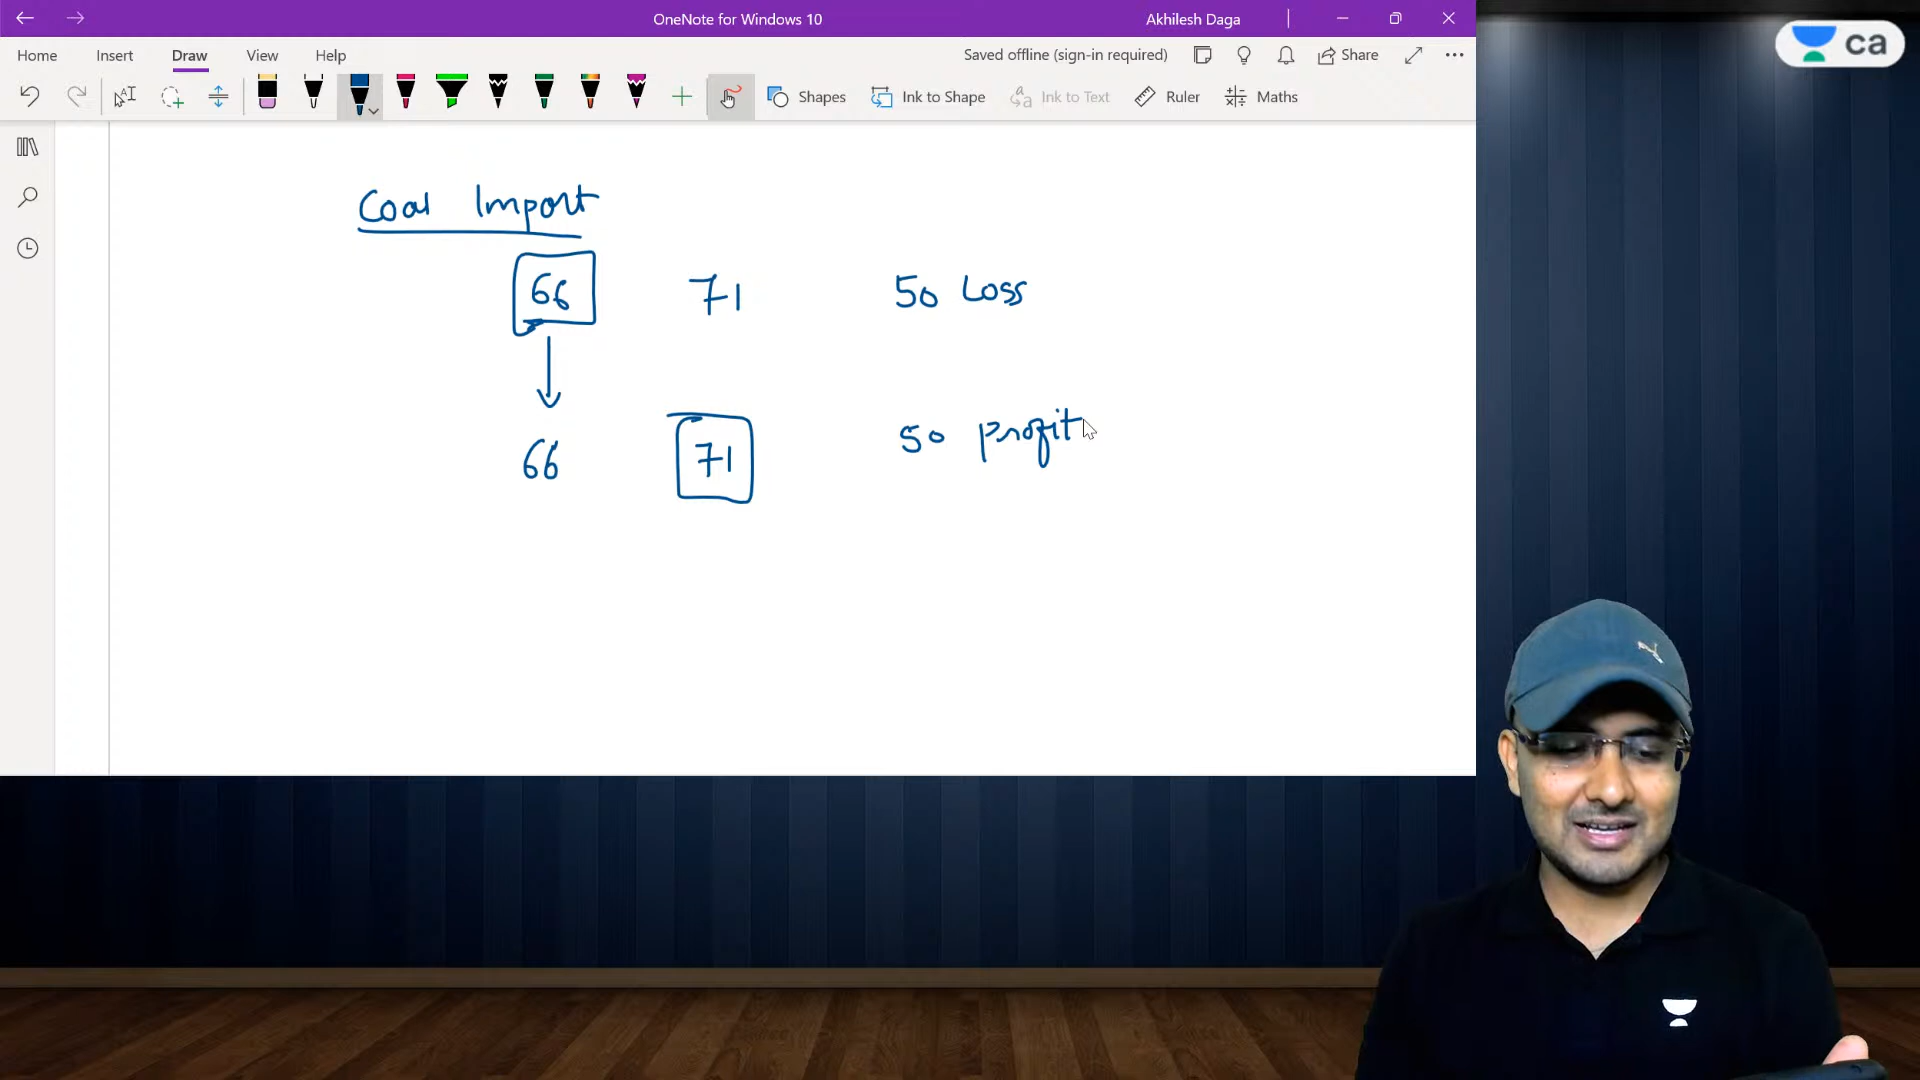 OneNote for Windows 10 Akhilesh Daga
ca
Home Insert Draw View Help Saved offline (sign-in required) Share
Shapes Ink to Shape Ink to Text Ruler Maths
Coal Import
66 71 50 Loss
66 71 50 profit